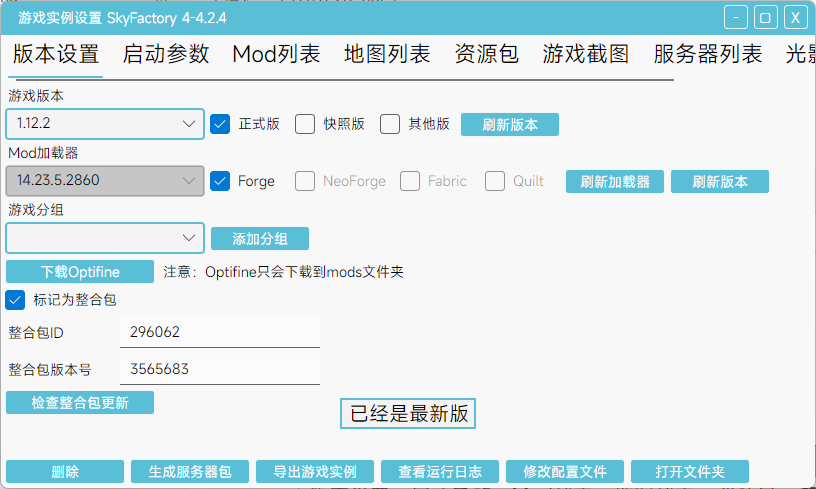 游戏实例设置 SkyFactory 4-4.2.4
版本设置 启动参数 Mod列表 地图列表 资源包 游戏截图 服务器列表 光影
游戏版本
1.12.2 正式版 快照版 其他版 刷新版本
Mod加载器
14.23.5.2860 Forge NeoForge Fabric Quilt 刷新加载器 刷新版本
游戏分组
添加分组
下载Optifine 注意：Optifine只会下载到mods文件夹
标记为整合包
整合包ID 296062
整合包版本号 3565683
检查整合包更新
已经是最新版
删除 生成服务器包 导出游戏实例 查看运行日志 修改配置文件 打开文件夹